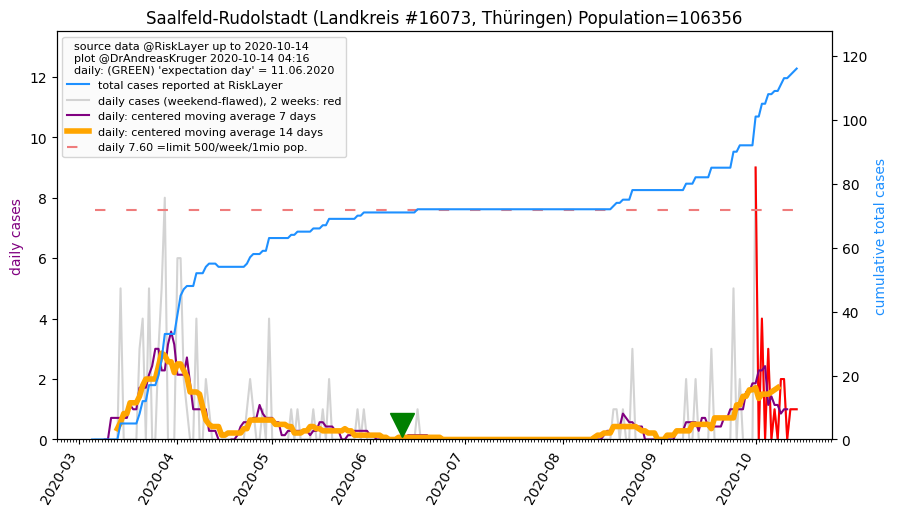 Saalfeld-Rudolstadt (Landkreis #16073, Thüringen) Population=106356
source data @RiskLayer up to 2020-10-14
plot @DrAndreasKruger 2020-10-14 04:16
daily: (GREEN) 'expectation day' = 11.06.2020
total cases reported at RiskLayer
daily cases (weekend-flawed), 2 weeks: red
daily: centered moving average 7 days
daily: centered moving average 14 days
daily 7.60 =limit 500/week/1mio pop.
daily cases
0
2
4
6
8
10
12
cumulative total cases
0
20
40
60
80
100
120
2020-03
2020-04
2020-05
2020-06
2020-07
2020-08
2020-09
2020-10